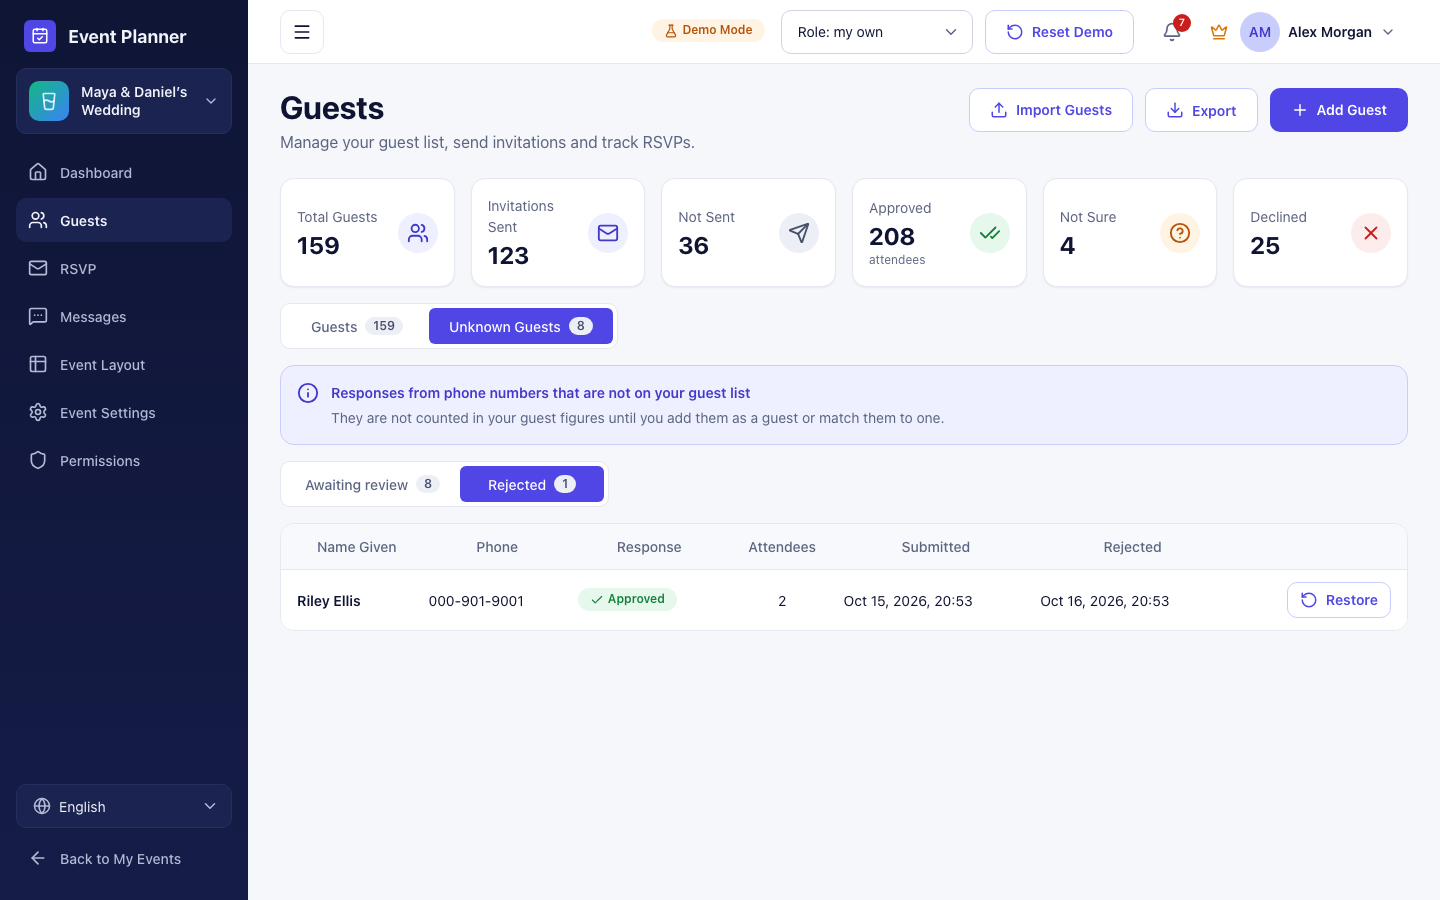 Event Planner
Maya & Daniel's
Wedding
Dashboard
Guests
RSVP
Messages
Event Layout
Event Settings
Permissions
English
Back to My Events
Demo Mode
Role: my own
Reset Demo
7
AM
Alex Morgan
Guests
Manage your guest list, send invitations and track RSVPs.
Import Guests
Export
Add Guest
Total Guests
159
Invitations
Sent
123
Not Sent
36
Approved
208
attendees
Not Sure
4
Declined
25
Guests 159
Unknown Guests 8
Responses from phone numbers that are not on your guest list
They are not counted in your guest figures until you add them as a guest or match them to one.
Awaiting review 8
Rejected 1
Name Given Phone Response Attendees Submitted Rejected
Riley Ellis 000-901-9001 Approved 2 Oct 15, 2026, 20:53 Oct 16, 2026, 20:53 Restore